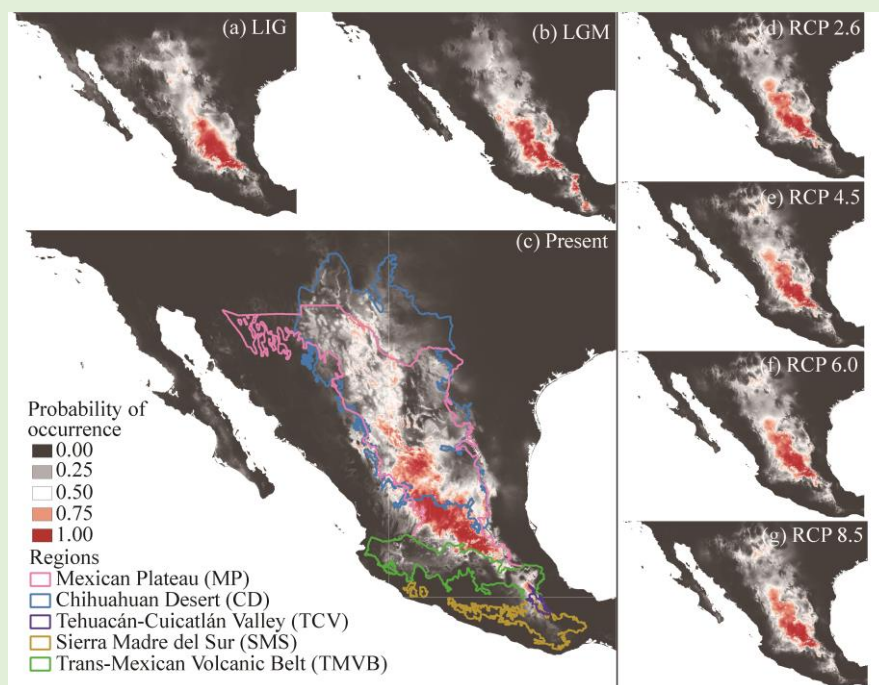 (a) LIG
(b) LGM
(c) Present
Probability of
occurrence
0.00
0.25
0.50
0.75
1.00
Regions
Mexican Plateau (MP)
Chihuahuan Desert (CD)
Tehuacán-Cuicatlán Valley (TCV)
Sierra Madre del Sur (SMS)
Trans-Mexican Volcanic Belt (TMVB)
(d) RCP 2.6
(e) RCP 4.5
(f) RCP 6.0
(g) RCP 8.5